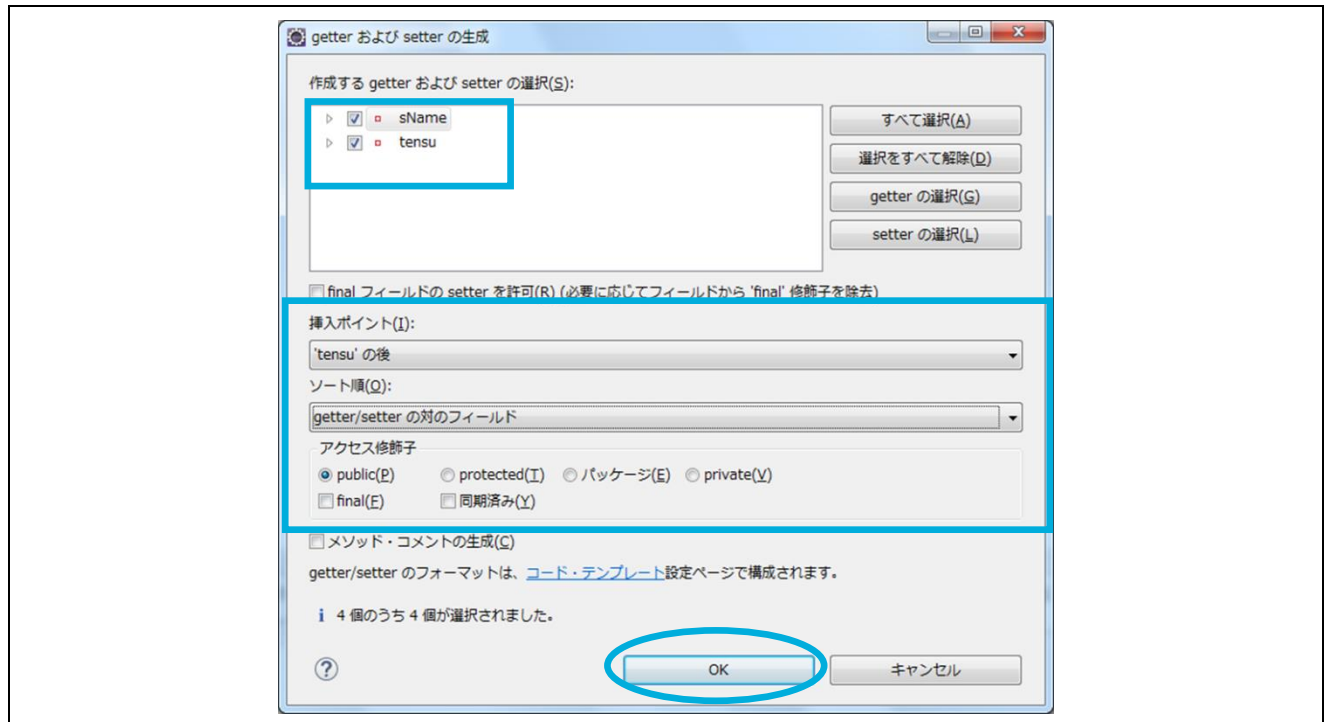 getter および setter の生成
作成する getter および setter の選択(S):
sName
tensu
すべて選択(A)
選択をすべて解除(D)
getter の選択(G)
setter の選択(L)
final フィールドの setter を許可(R) (必要に応じてフィールドから 'final' 修飾子を除去)
挿入ポイント(I):
'tensu' の後
ソート順(O):
getter/setter の対のフィールド
アクセス修飾子
public(P) protected(T) パッケージ(E) private(V)
final(F) 同期済み(Y)
メソッド・コメントの生成(C)
getter/setter のフォーマットは、コード・テンプレート設定ページで構成されます。
i 4 個のうち 4 個が選択されました。
? OK キャンセル